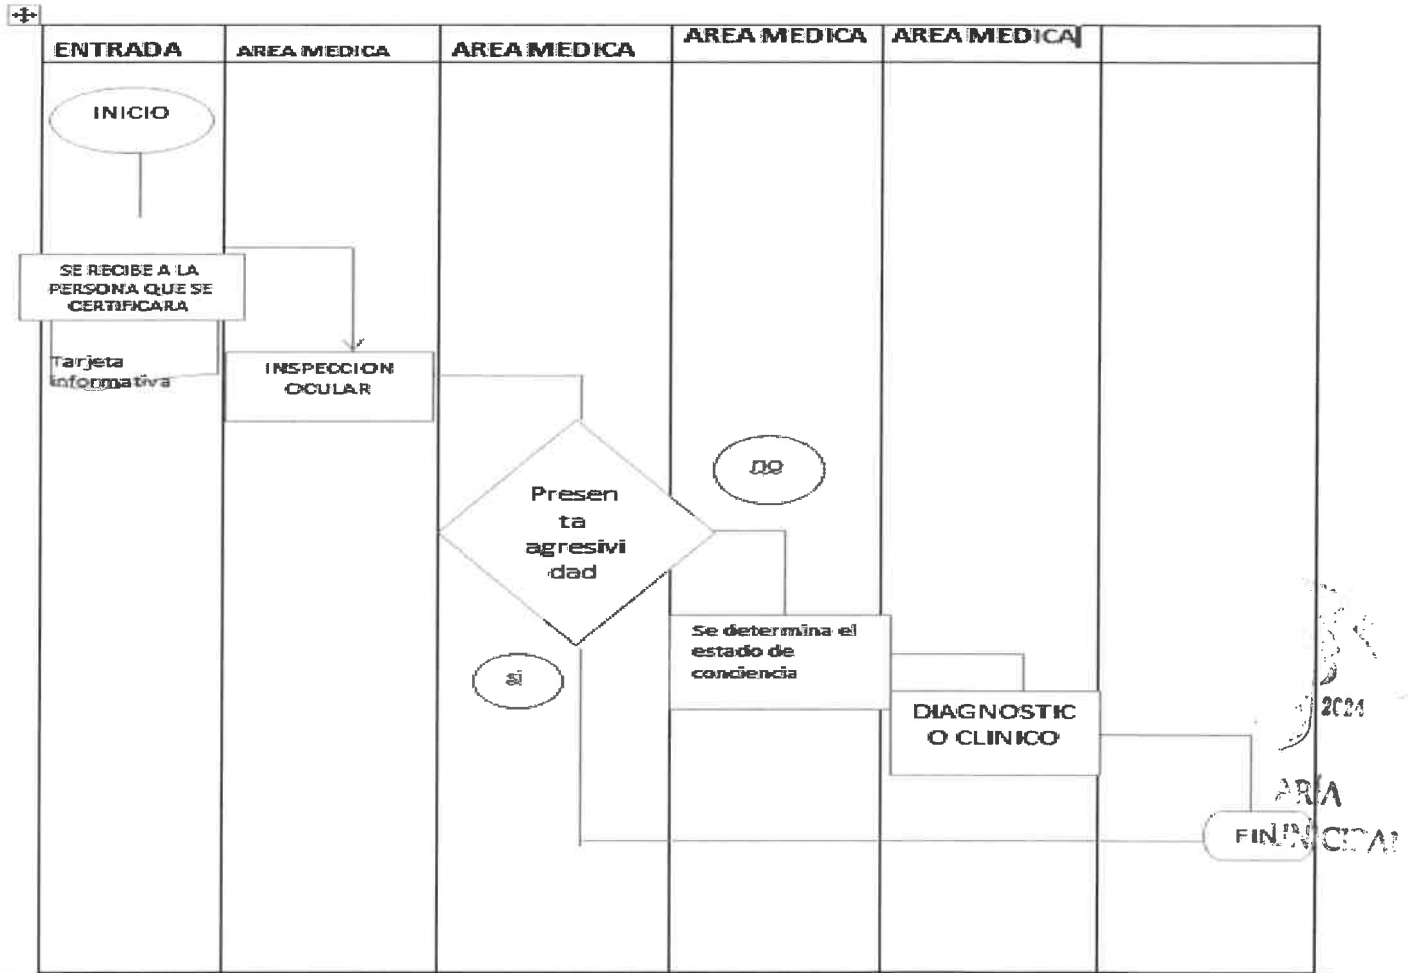 ENTRADA
AREA MEDICA
AREA MEDICA
AREA MEDICA
AREA MEDICA
INICIO
SE RECIBE A LA
PERSONA QUE SE
CERTIFICARA
Tarjeta
informativa
INSPECCION
OCULAR
Presen
ta
agresivi
dad
no
si
Se determina el
estado de
conciencia
DIAGNOSTIC
O CLINICO
FIN
2024